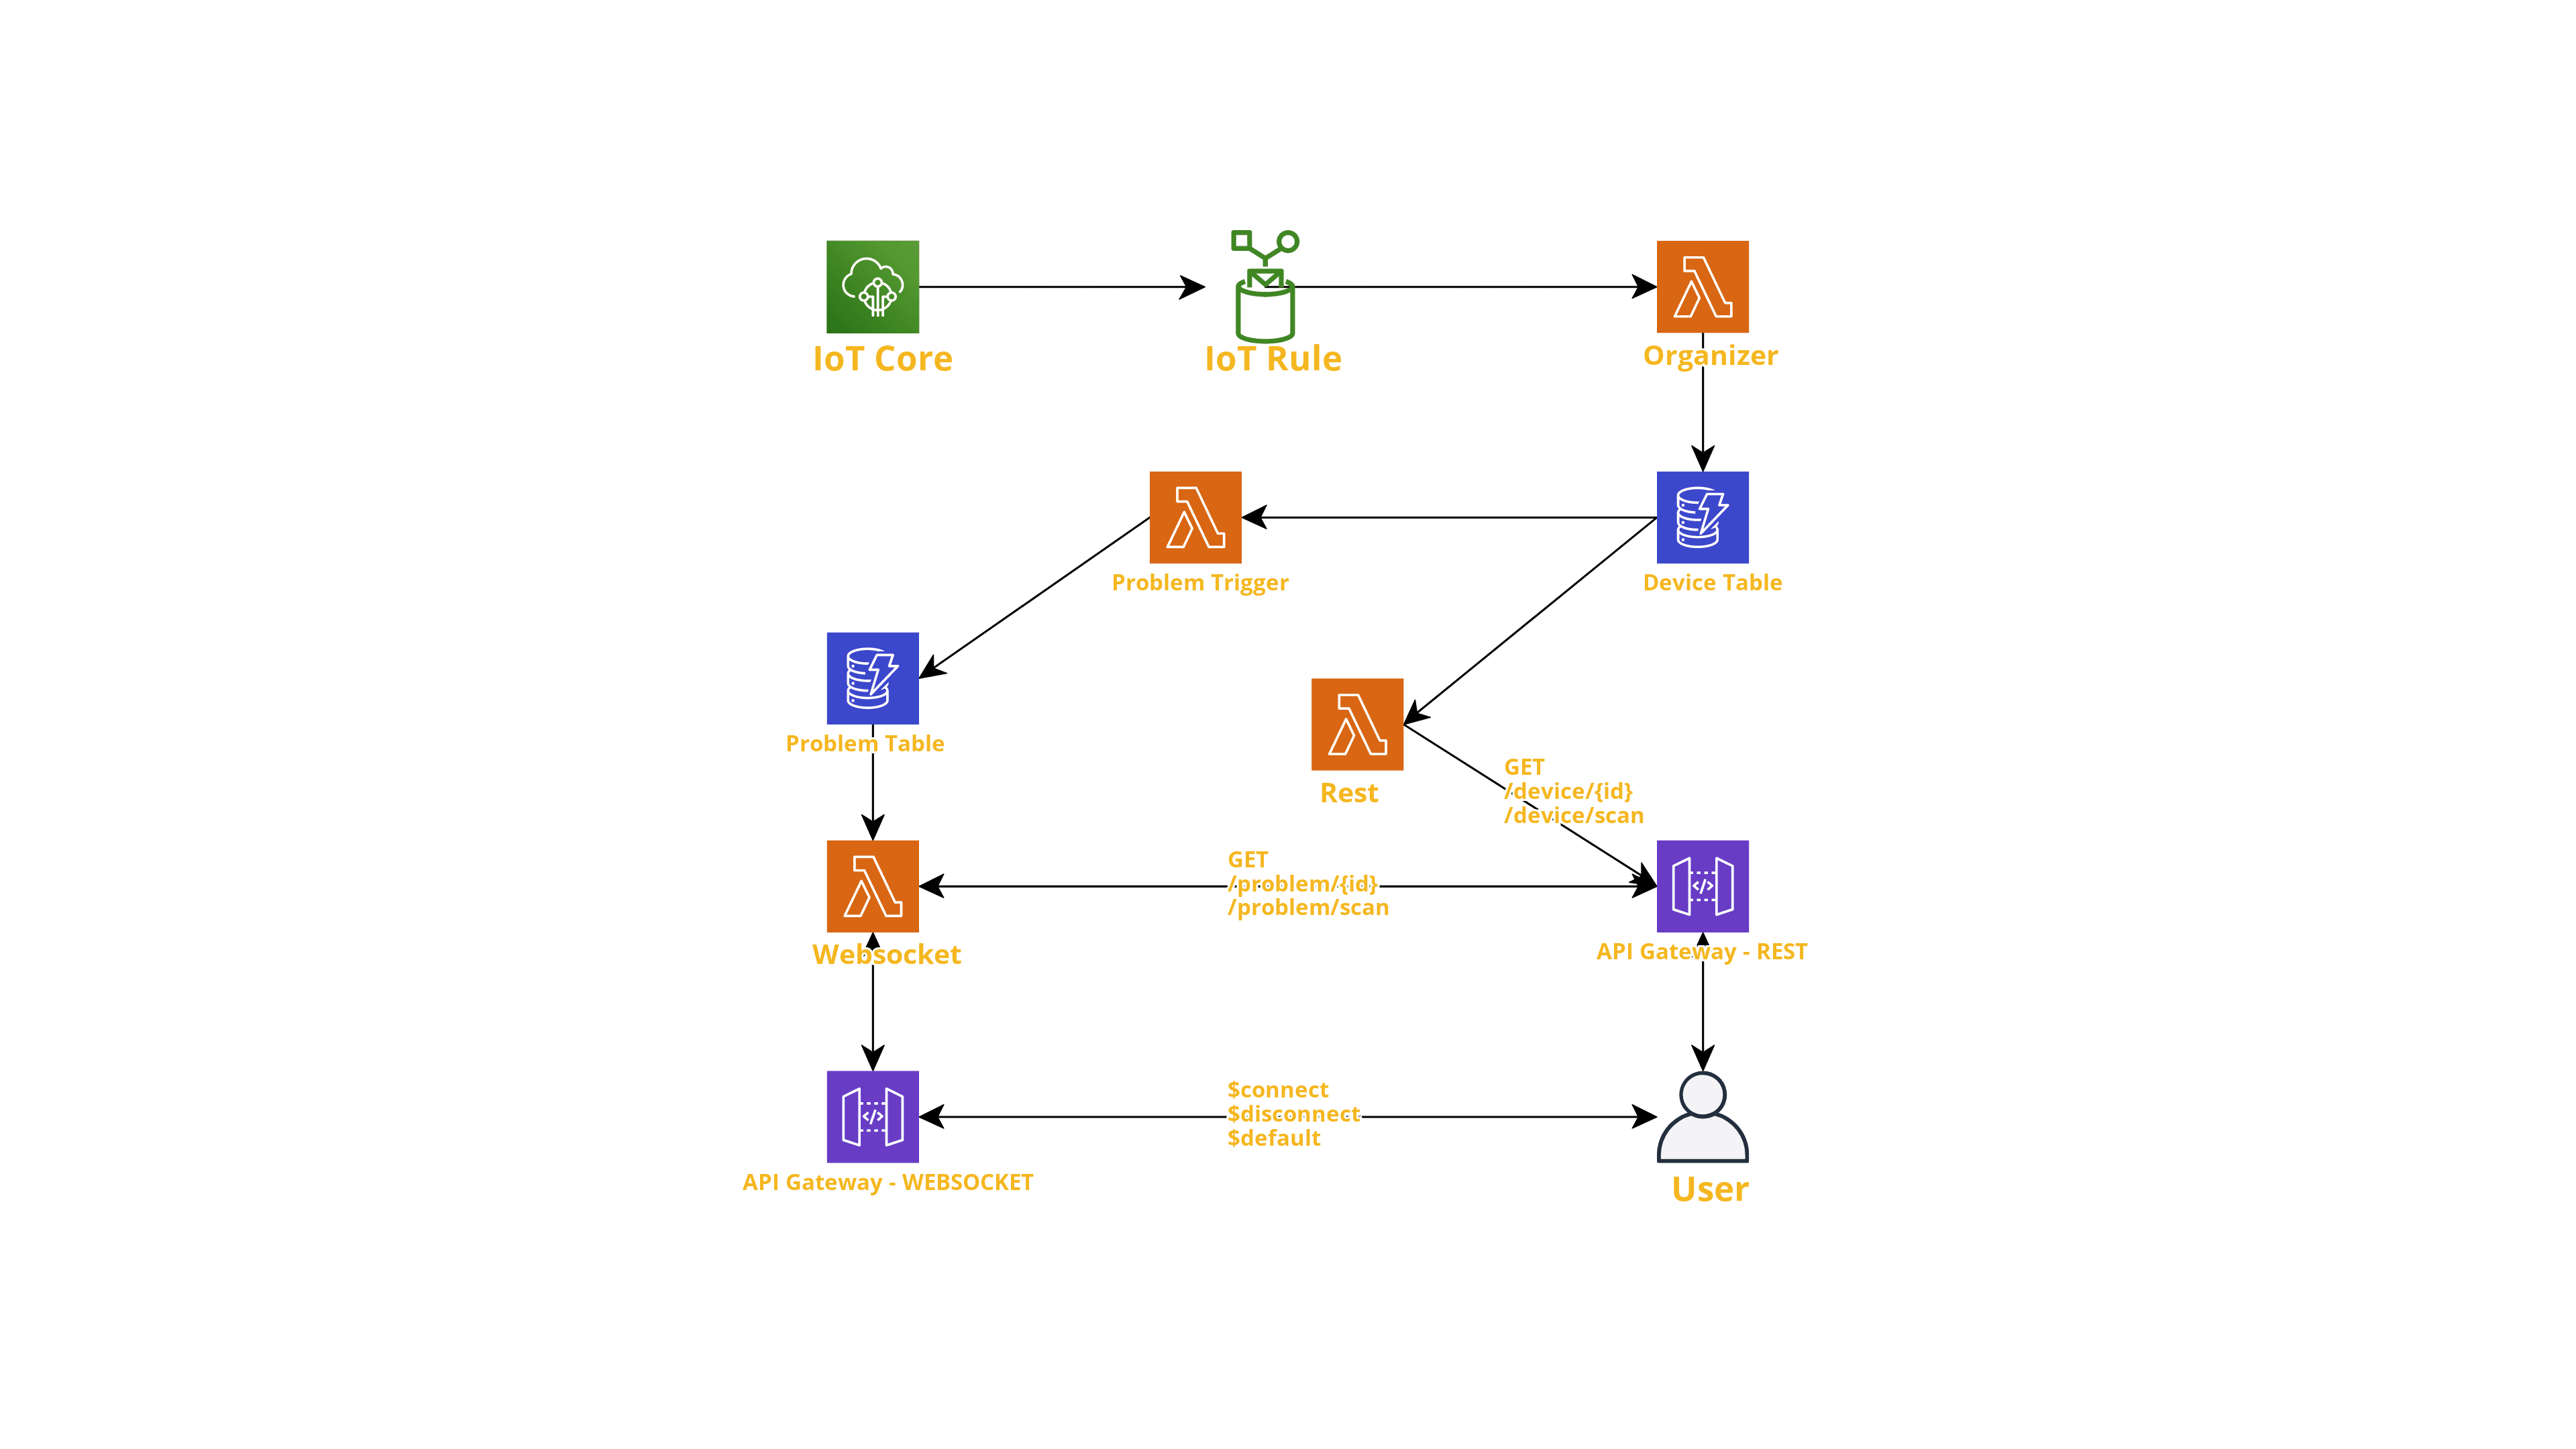 IoT Core
IoT Rule
Organizer
Problem Trigger
Device Table
Problem Table
Rest
GET
/device/{id}
/device/scan
GET
/problem/{id}
/problem/scan
Websocket
API Gateway - REST
$connect
$disconnect
$default
API Gateway - WEBSOCKET
User